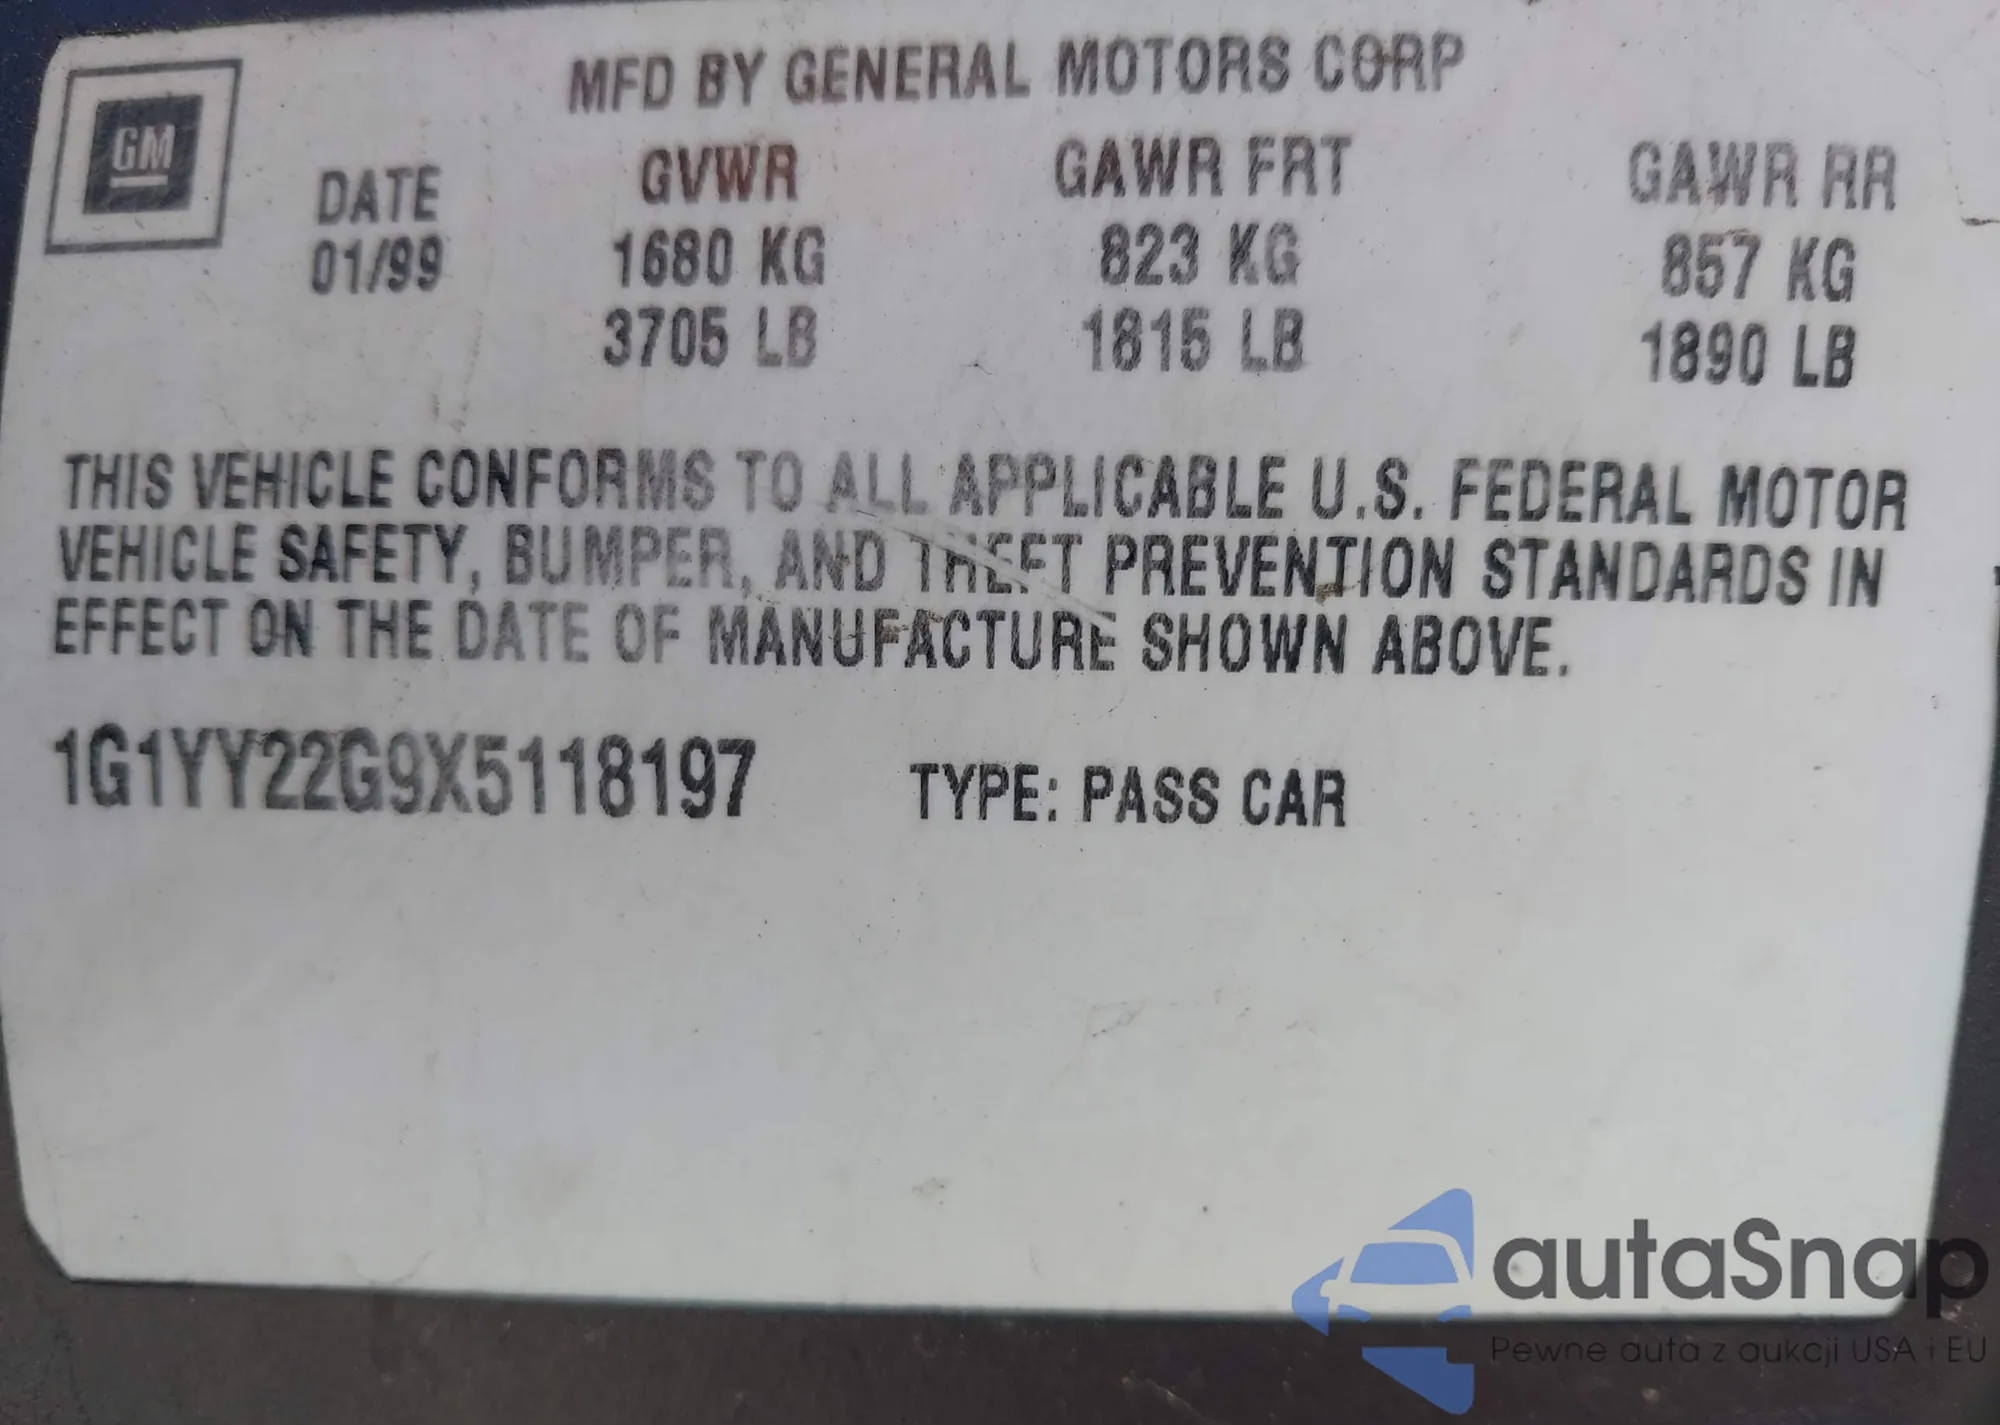 MFD BY GENERAL MOTORS CORP
GM
DATE GVWR GAWR FRT GAWR RR
01/99 1680 KG 823 KG 857 KG
3705 LB 1815 LB 1890 LB
THIS VEHICLE CONFORMS TO ALL APPLICABLE U.S. FEDERAL MOTOR
VEHICLE SAFETY, BUMPER, AND THEFT PREVENTION STANDARDS IN
EFFECT ON THE DATE OF MANUFACTURE SHOWN ABOVE.
1G1YY22G9X5118197 TYPE: PASS CAR
autaSnap
Pewne auta z aukcji USA i EU